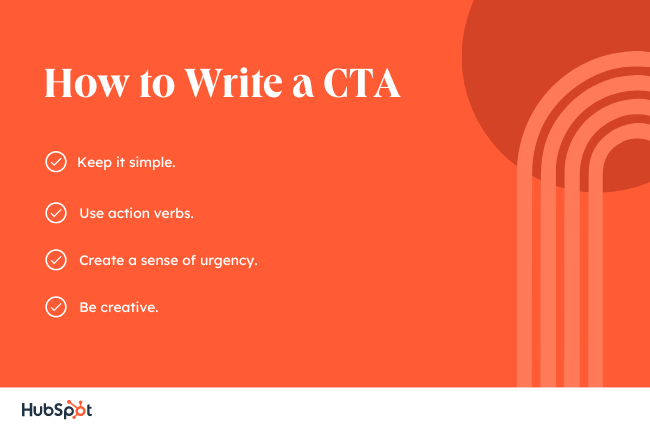 How to Write a CTA
Keep it simple.
Use action verbs.
Create a sense of urgency.
Be creative.
HubSpot